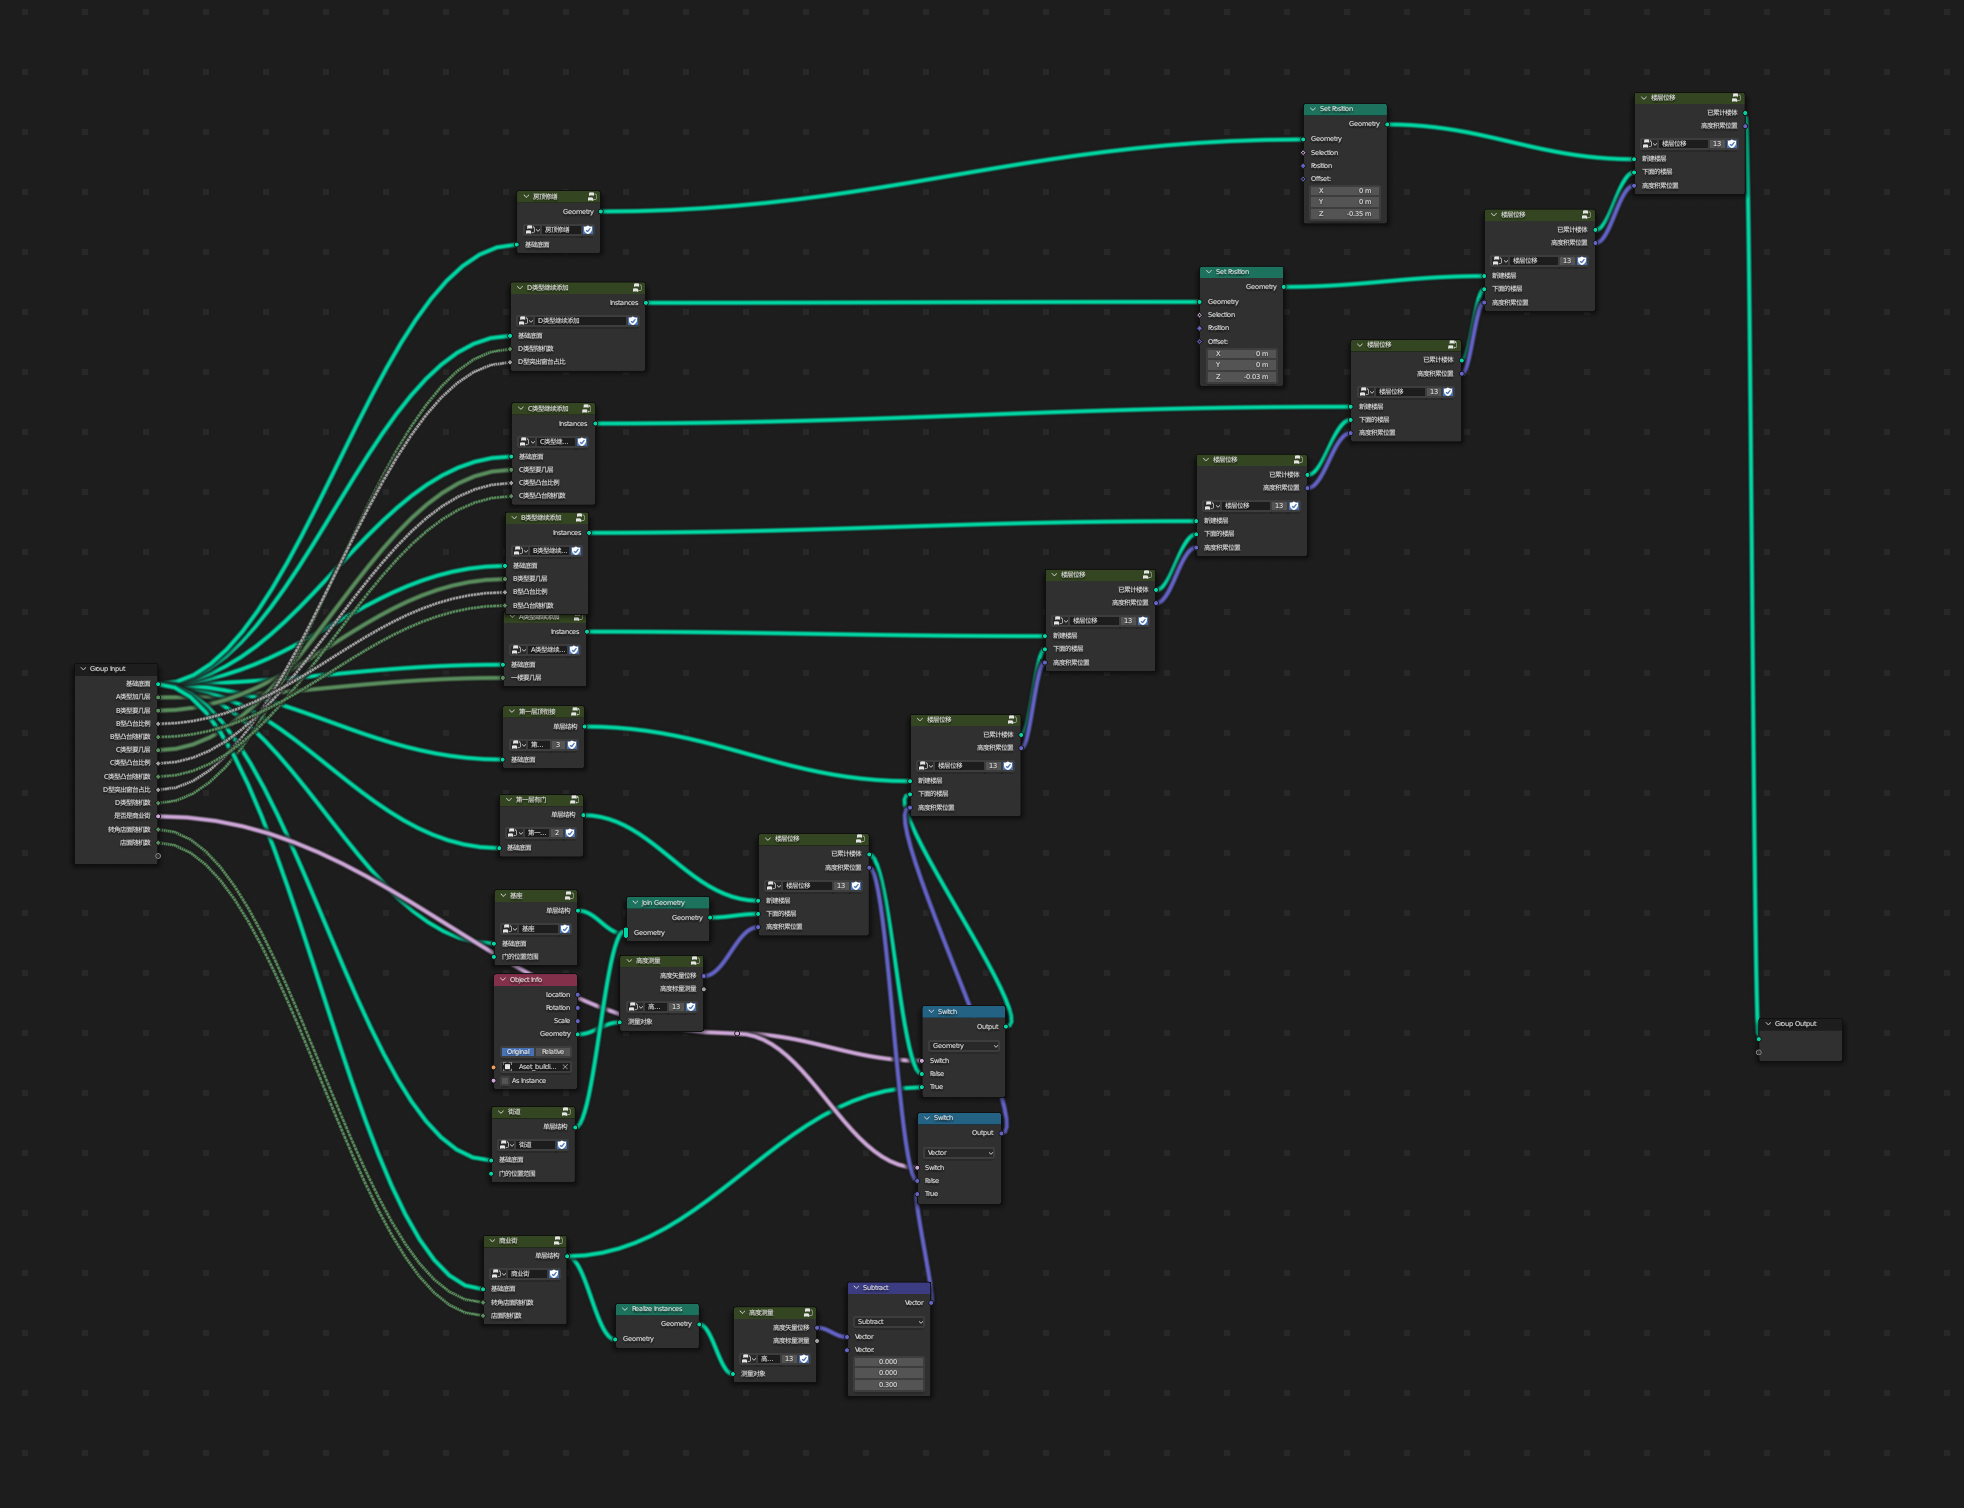 Group Input
基础底面
A类型加几层
B类型要几层
B型凸台比例
B型凸台随机数
C类型要几层
C类型凸台比例
C类型凸台随机数
D型突出窗台占比
D类型随机数
是否是商业街
转角店面随机数
店面随机数
房顶修缮
Geometry
房顶修缮
基础底面
D类型继续添加
Instances
D类型继续添加
基础底面
D类型随机数
D型突出窗台占比
C类型继续添加
Instances
C类型继...
基础底面
C类型要几层
C类型凸台比例
C类型凸台随机数
B类型继续添加
Instances
B类型继续...
基础底面
B类型要几层
B型凸台比例
B型凸台随机数
A类型继续添加
Instances
A类型继续...
基础底面
一楼要几层
第一层顶衔接
单层结构
第... 3
基础底面
第一层有门
单层结构
第一... 2
基础底面
基座
单层结构
基座
基础底面
门的位置范围
Object Info
Location
Rotation
Scale
Geometry
Original Relative
Aset_buildi...
As Instance
街道
单层结构
街道
基础底面
门的位置范围
商业街
单层结构
商业街
基础底面
转角店面随机数
店面随机数
Join Geometry
Geometry
Geometry
高度测量
高度矢量位移
高度标量测量
高... 13
测量对象
Realize Instances
Geometry
Geometry
高度测量
高度矢量位移
高度标量测量
高... 13
测量对象
Subtract
Vector
Subtract
Vector
Vector
0.000
0.000
0.300
楼层位移
已累计楼体
高度积累位置
楼层位移 13
新建楼层
下面的楼层
高度积累位置
Switch
Output
Geometry
Switch
False
True
Switch
Output
Vector
Switch
False
True
楼层位移
已累计楼体
高度积累位置
楼层位移 13
新建楼层
下面的楼层
高度积累位置
楼层位移
已累计楼体
高度积累位置
楼层位移 13
新建楼层
下面的楼层
高度积累位置
楼层位移
已累计楼体
高度积累位置
楼层位移 13
新建楼层
下面的楼层
高度积累位置
楼层位移
已累计楼体
高度积累位置
楼层位移 13
新建楼层
下面的楼层
高度积累位置
Set Position
Geometry
Geometry
Selection
Position
Offset:
X 0 m
Y 0 m
Z -0.03 m
Set Position
Geometry
Geometry
Selection
Position
Offset:
X 0 m
Y 0 m
Z -0.35 m
楼层位移
已累计楼体
高度积累位置
楼层位移 13
新建楼层
下面的楼层
高度积累位置
楼层位移
已累计楼体
高度积累位置
楼层位移 13
新建楼层
下面的楼层
高度积累位置
Group Output